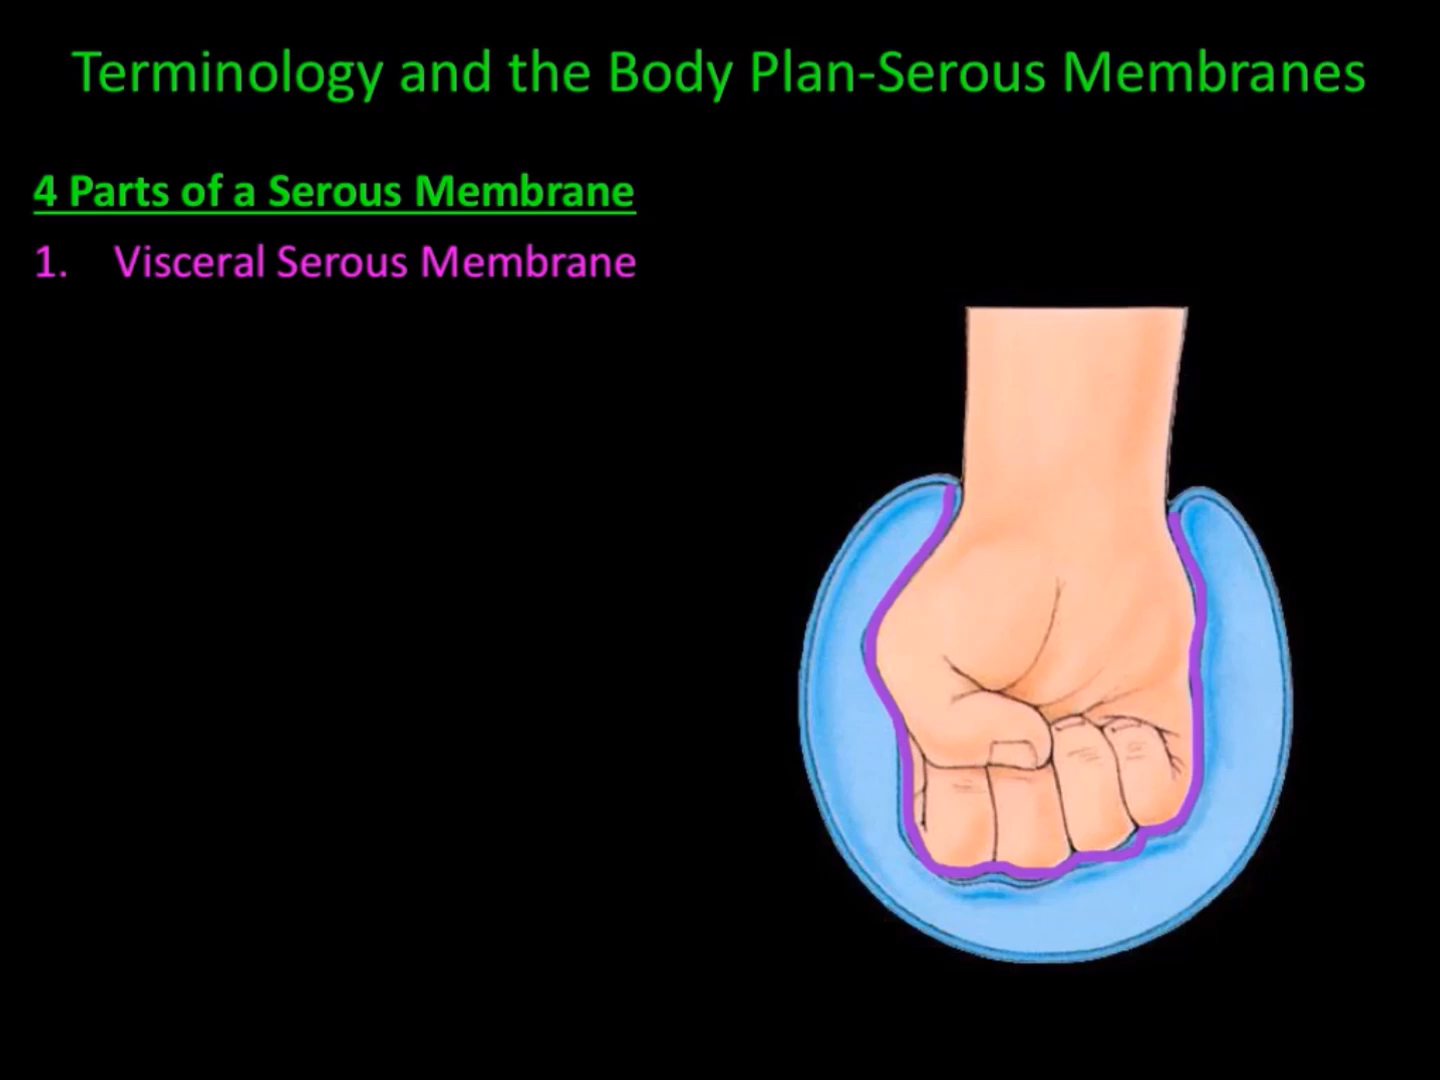 Terminology and the Body Plan-Serous Membranes
4 Parts of a Serous Membrane
1. Visceral Serous Membrane